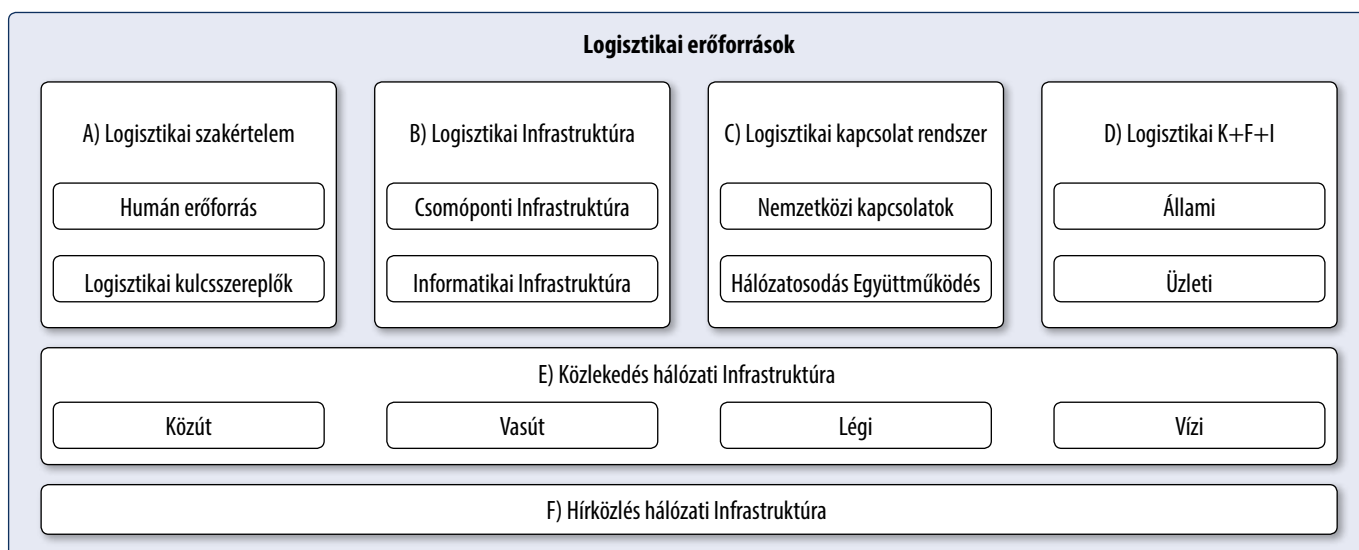 Logisztikai erőforrások
A) Logisztikai szakértelem
Humán erőforrás
Logisztikai kulcsszereplők
B) Logisztikai Infrastruktúra
Csomóponti Infrastruktúra
Informatikai Infrastruktúra
C) Logisztikai kapcsolat rendszer
Nemzetközi kapcsolatok
Hálózatosodás Együttműködés
D) Logisztikai K+F+I
Állami
Üzleti
E) Közlekedés hálózati Infrastruktúra
Közút
Vasút
Légi
Vízi
F) Hírközlés hálózati Infrastruktúra